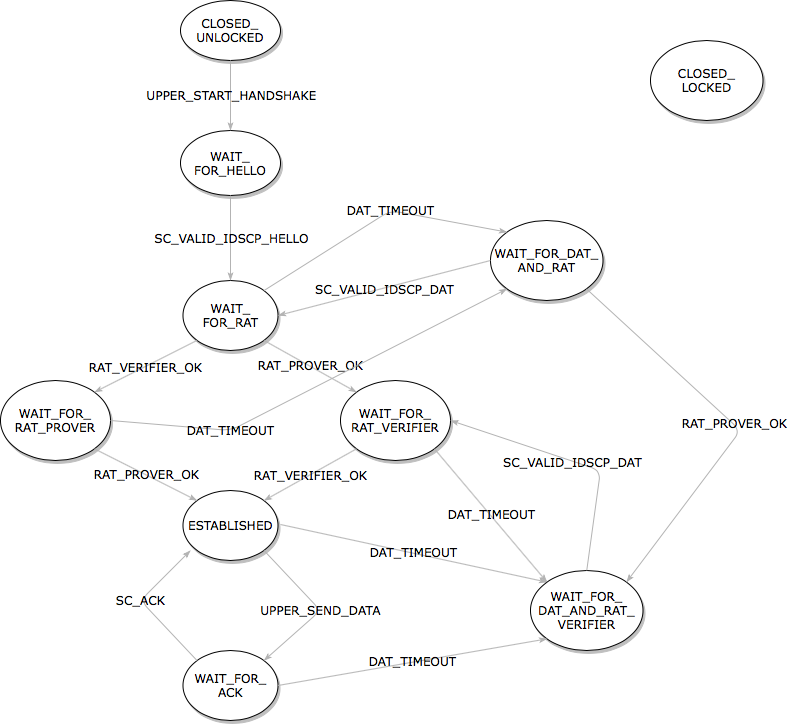 CLOSED_
UNLOCKED
CLOSED_
LOCKED
UPPER_START_HANDSHAKE
WAIT_
FOR_HELLO
DAT_TIMEOUT
SC_VALID_IDSCP_HELLO
WAIT_FOR_DAT_
AND_RAT
SC_VALID_IDSCP_DAT
WAIT_
FOR_RAT
RAT_VERIFIER_OK
RAT_PROVER_OK
WAIT_FOR_
RAT_PROVER
WAIT_FOR_
RAT_VERIFIER
RAT_PROVER_OK
DAT_TIMEOUT
SC_VALID_IDSCP_DAT
RAT_PROVER_OK
RAT_VERIFIER_OK
DAT_TIMEOUT
ESTABLISHED
DAT_TIMEOUT
SC_ACK
UPPER_SEND_DATA
WAIT_FOR_
DAT_AND_RAT_
VERIFIER
DAT_TIMEOUT
WAIT_FOR_
ACK